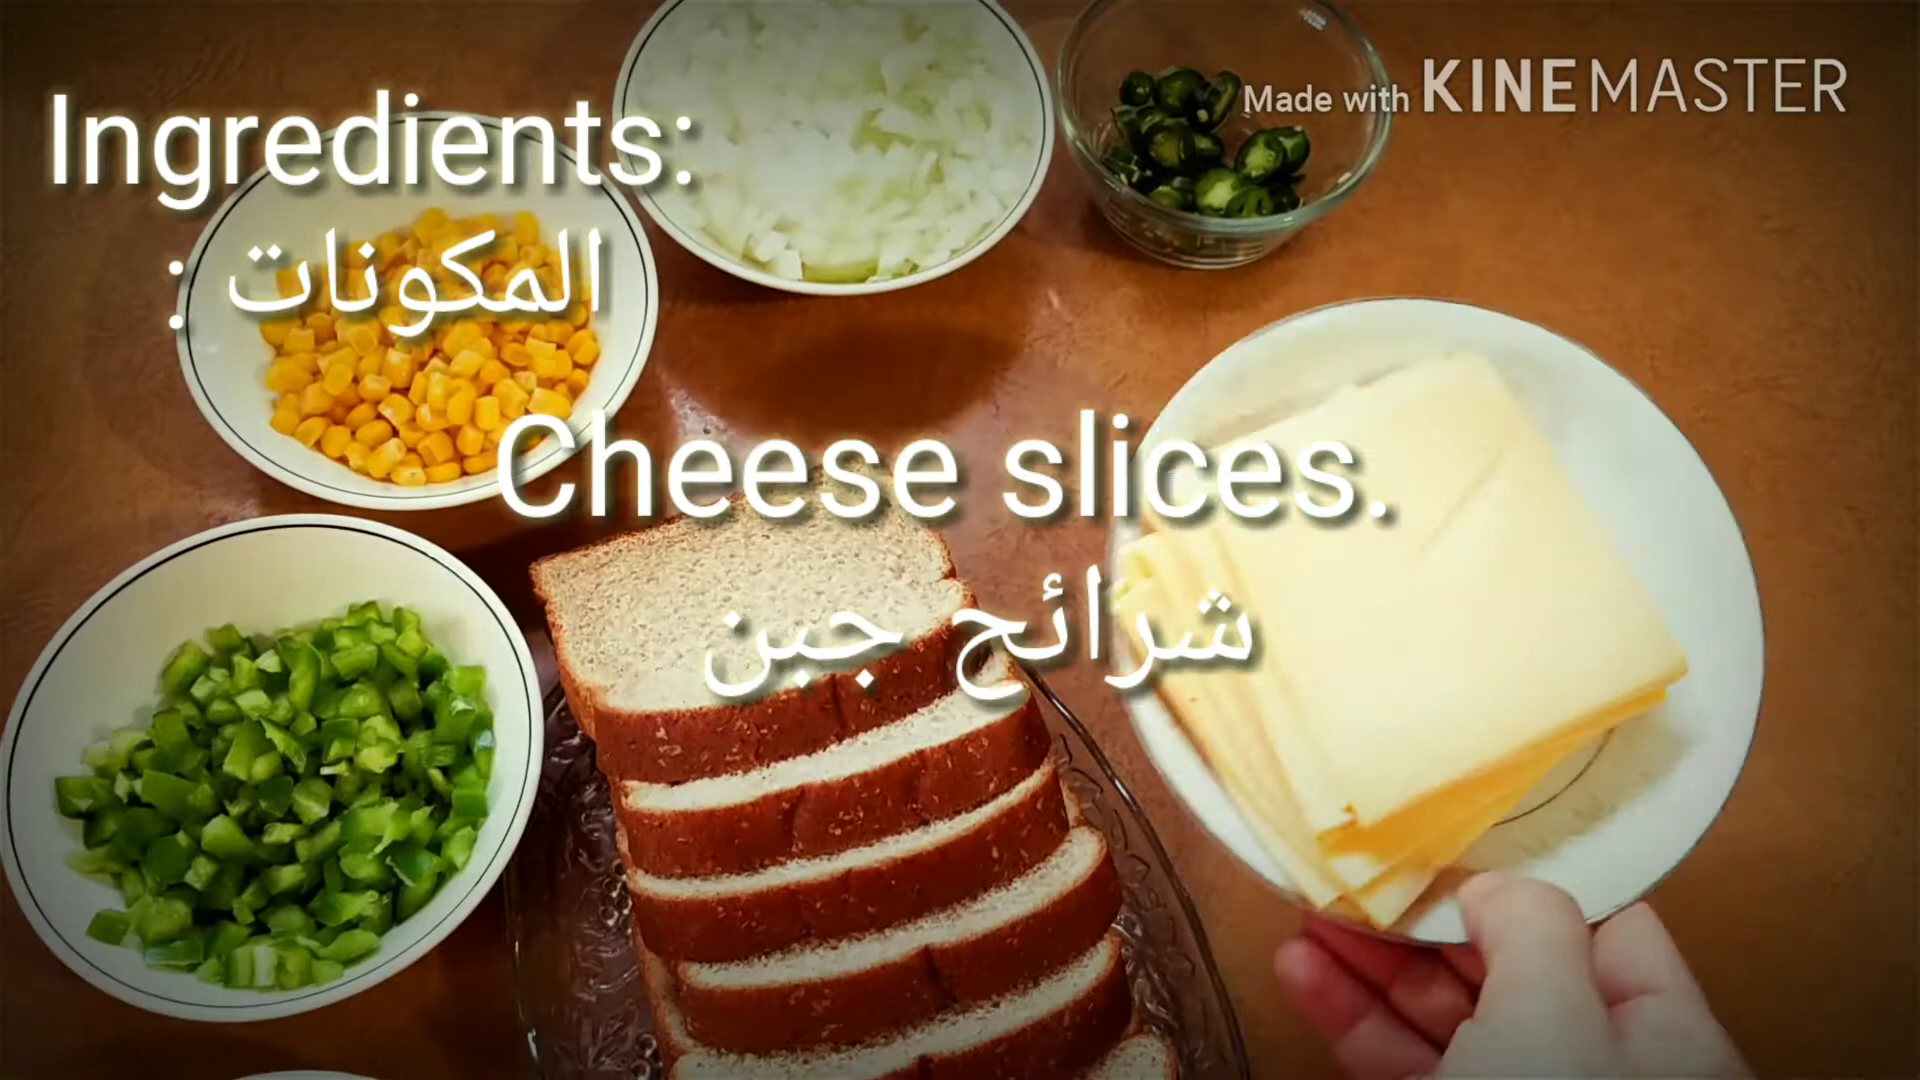 Made with KINEMASTER
Ingredients:
المكونات :
Cheese slices.
شرائح جبن